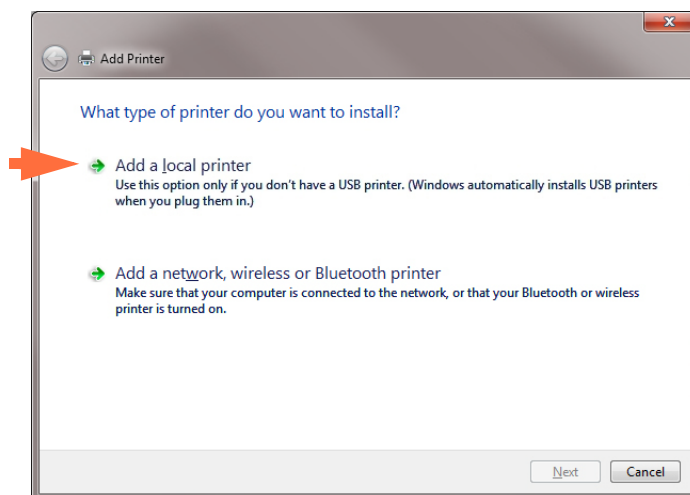 Add Printer
What type of printer do you want to install?
Add a local printer
Use this option only if you don't have a USB printer. (Windows automatically installs USB printers
when you plug them in.)
Add a network, wireless or Bluetooth printer
Make sure that your computer is connected to the network, or that your Bluetooth or wireless
printer is turned on.
Next Cancel